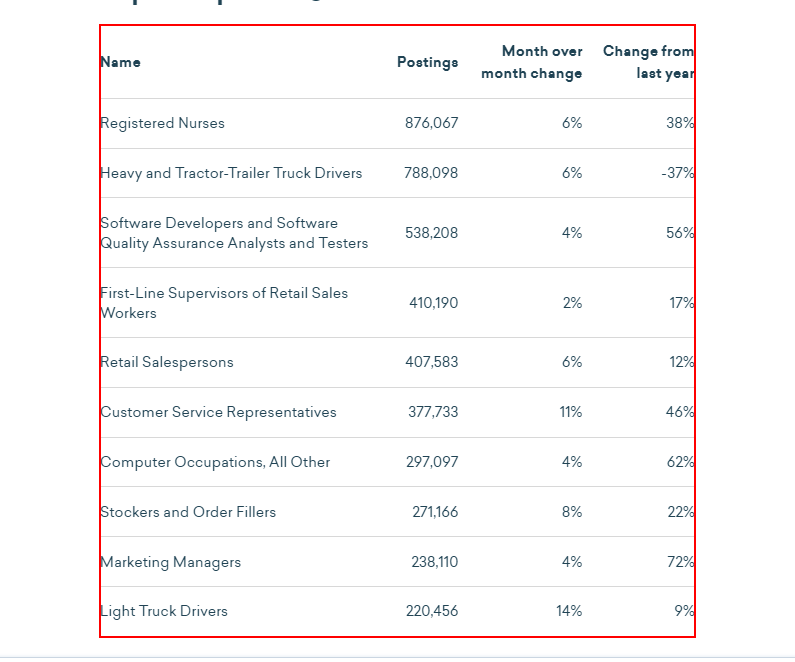 Name Postings Month over month change Change from last year
Registered Nurses 876,067 6% 38%
Heavy and Tractor-Trailer Truck Drivers 788,098 6% -37%
Software Developers and Software Quality Assurance Analysts and Testers 538,208 4% 56%
First-Line Supervisors of Retail Sales Workers 410,190 2% 17%
Retail Salespersons 407,583 6% 12%
Customer Service Representatives 377,733 11% 46%
Computer Occupations, All Other 297,097 4% 62%
Stockers and Order Fillers 271,166 8% 22%
Marketing Managers 238,110 4% 72%
Light Truck Drivers 220,456 14% 9%